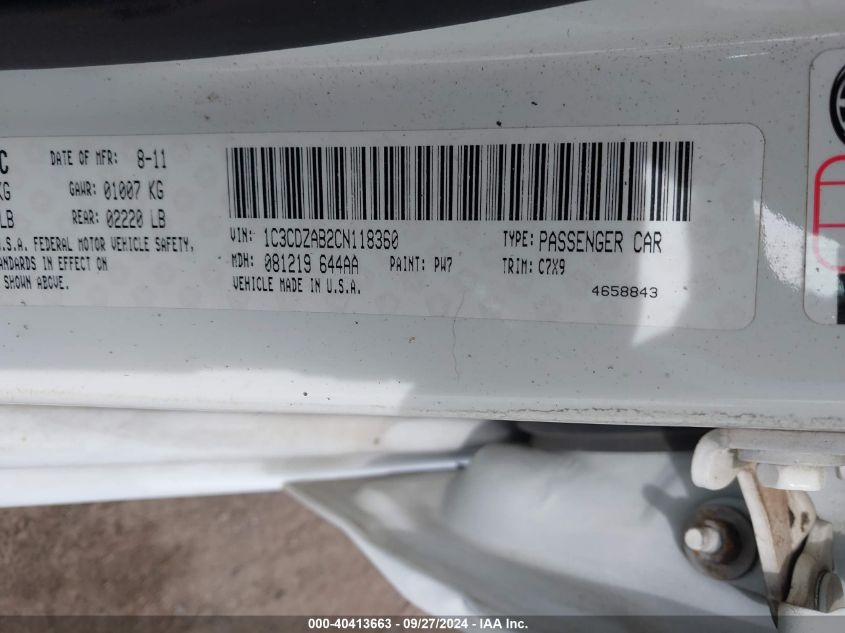 C DATE OF MFR: 8-11
KG GAWR: 01007 KG
LB REAR: 02220 LB
U.S.A. FEDERAL MOTOR VEHICLE SAFETY,
TANDARDS IN EFFECT ON
SHOWN ABOVE.
VIN: 1C3CDZAB2CN118360 TYPE: PASSENGER CAR
MDH: 081219 644AA PAINT: PW7 TRIM: C7X9
VEHICLE MADE IN U.S.A. 4658843
000-40413663 - 09/27/2024 - IAA Inc.